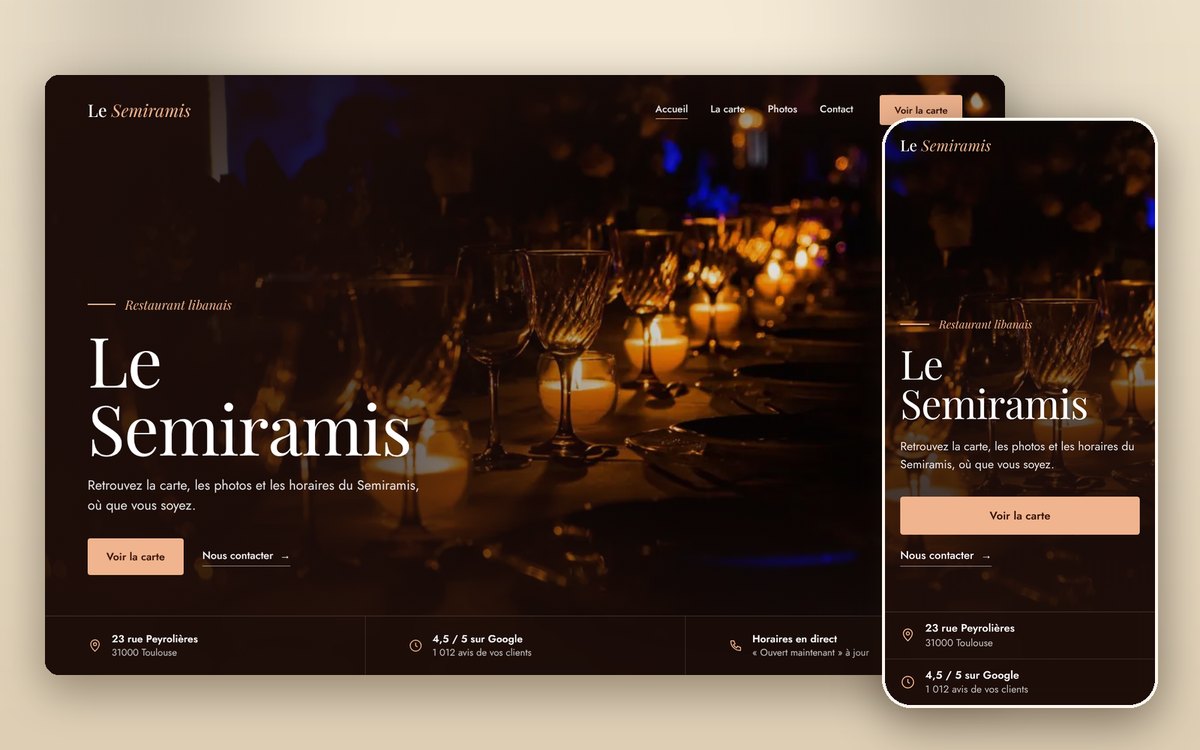 Le Semiramis
Accueil
La carte
Photos
Contact
Voir la carte
Restaurant libanais
Le
Semiramis
Retrouvez la carte, les photos et les horaires du Semiramis,
où que vous soyez.
Voir la carte
Nous contacter →
23 rue Peyrolières
31000 Toulouse
4,5 / 5 sur Google
1 012 avis de vos clients
Horaires en direct
« Ouvert maintenant » à jour
Le Semiramis
Restaurant libanais
Le
Semiramis
Retrouvez la carte, les photos et les horaires du
Semiramis, où que vous soyez.
Voir la carte
Nous contacter →
23 rue Peyrolières
31000 Toulouse
4,5 / 5 sur Google
1 012 avis de vos clients